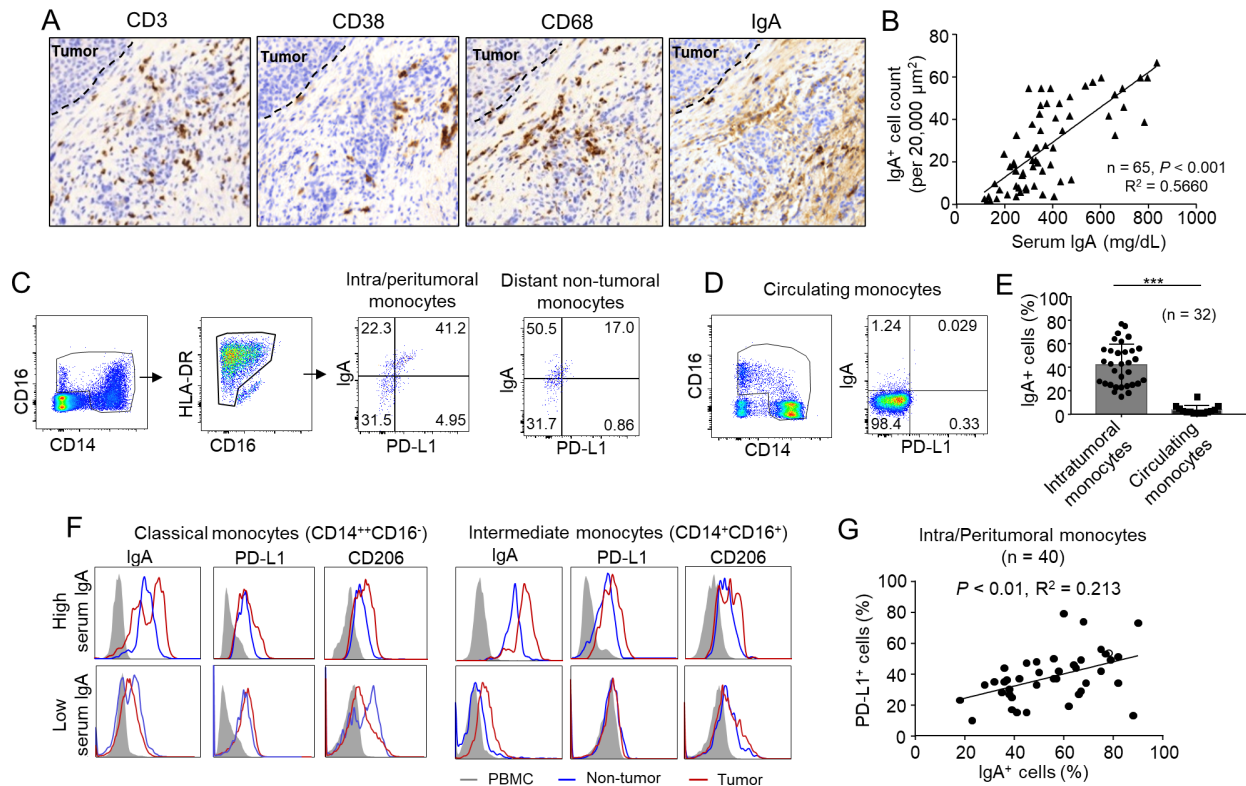 A
CD3
CD38
CD68
IgA
Tumor
Tumor
Tumor
Tumor
B
IgA⁺ cell count
(per 20,000 µm²)
80
60
40
20
0
n = 65, P < 0.001
R² = 0.5660
0
200
400
600
800
1000
Serum IgA (mg/dL)
C
Intra/peritumoral
monocytes
Distant non-tumoral
monocytes
CD16
CD14
HLA-DR
CD16
IgA
22.3
41.2
31.5
4.95
PD-L1
IgA
50.5
17.0
31.7
0.86
PD-L1
D
Circulating monocytes
CD16
CD14
IgA
1.24
0.029
98.4
0.33
PD-L1
E
IgA+ cells (%)
100
80
60
40
20
0
***
(n = 32)
Intratumoral
monocytes
Circulating
monocytes
F
Classical monocytes (CD14⁺⁺CD16⁻)
Intermediate monocytes (CD14⁺CD16⁺)
IgA
PD-L1
CD206
IgA
PD-L1
CD206
High
serum IgA
Low
serum IgA
PBMC
Non-tumor
Tumor
G
Intra/Peritumoral Monocytes
(n = 40)
P < 0.01, R² = 0.213
PD-L1⁺ cells (%)
100
80
60
40
20
0
20
40
60
80
100
IgA⁺ cells (%)